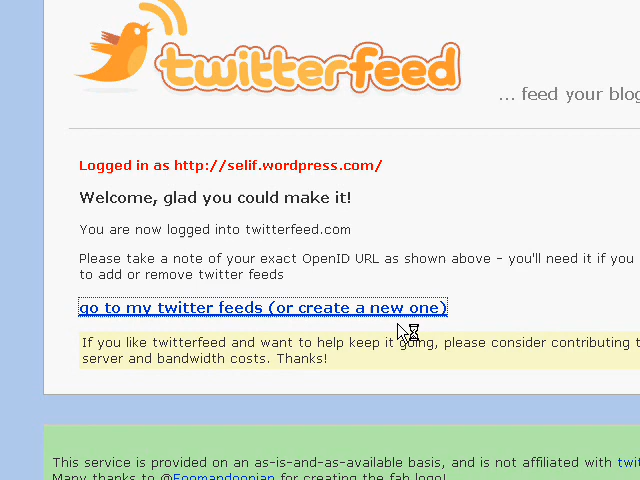 twitterfeed
... feed your blog
Logged in as http://selif.wordpress.com/
Welcome, glad you could make it!
You are now logged into twitterfeed.com
Please take a note of your exact OpenID URL as shown above - you'll need it if you
to add or remove twitter feeds
go to my twitter feeds (or create a new one)
If you like twitterfeed and want to help keep it going, please consider contributing t
server and bandwidth costs. Thanks!
This service is provided on an as-is-and-as-available basis, and is not affiliated with twit
Many thanks to @Foomandoonian for creating the fab logo!